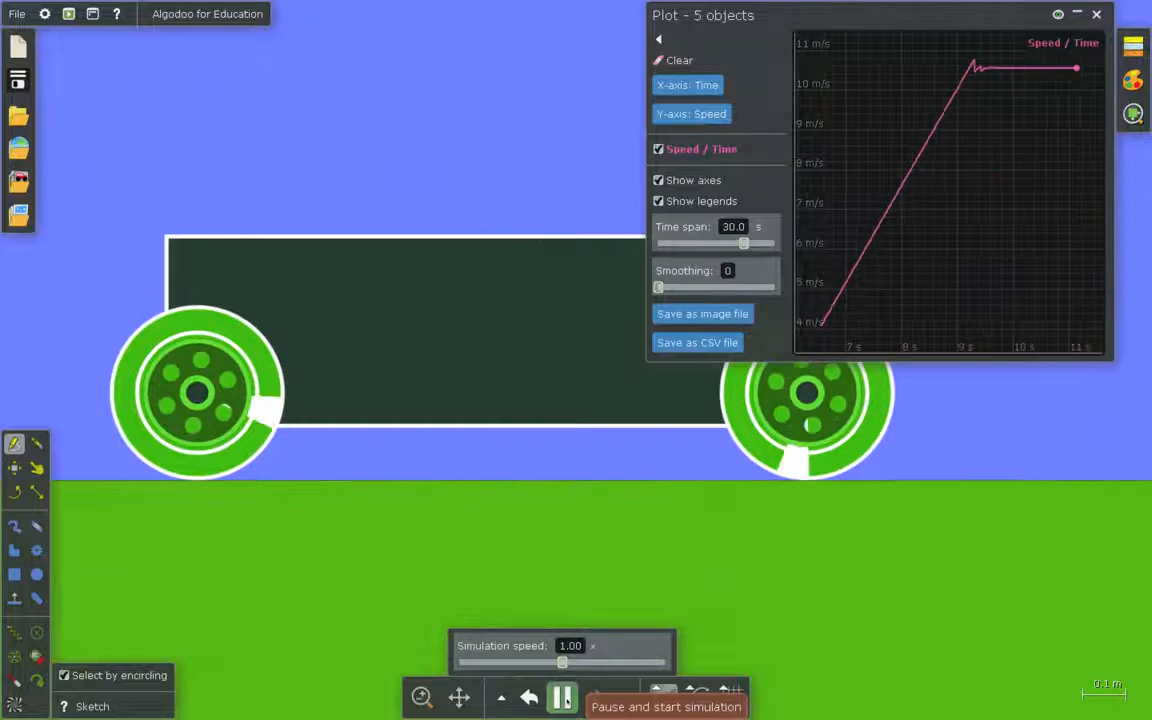 File ? Algodoo for Education
Plot - 5 objects
Clear
X-axis: Time
Y-axis: Speed
Speed / Time
Show axes
Show legends
Time span: 30.0 s
Smoothing: 0
Save as image file
Save as CSV file
Speed / Time
11 m/s
10 m/s
9 m/s
8 m/s
7 m/s
6 m/s
5 m/s
4 m/s
7 s 8 s 9 s 10 s 11 s
Simulation speed: 1.00 x
Select by encircling
? Sketch
Pause and start simulation
0.1 m